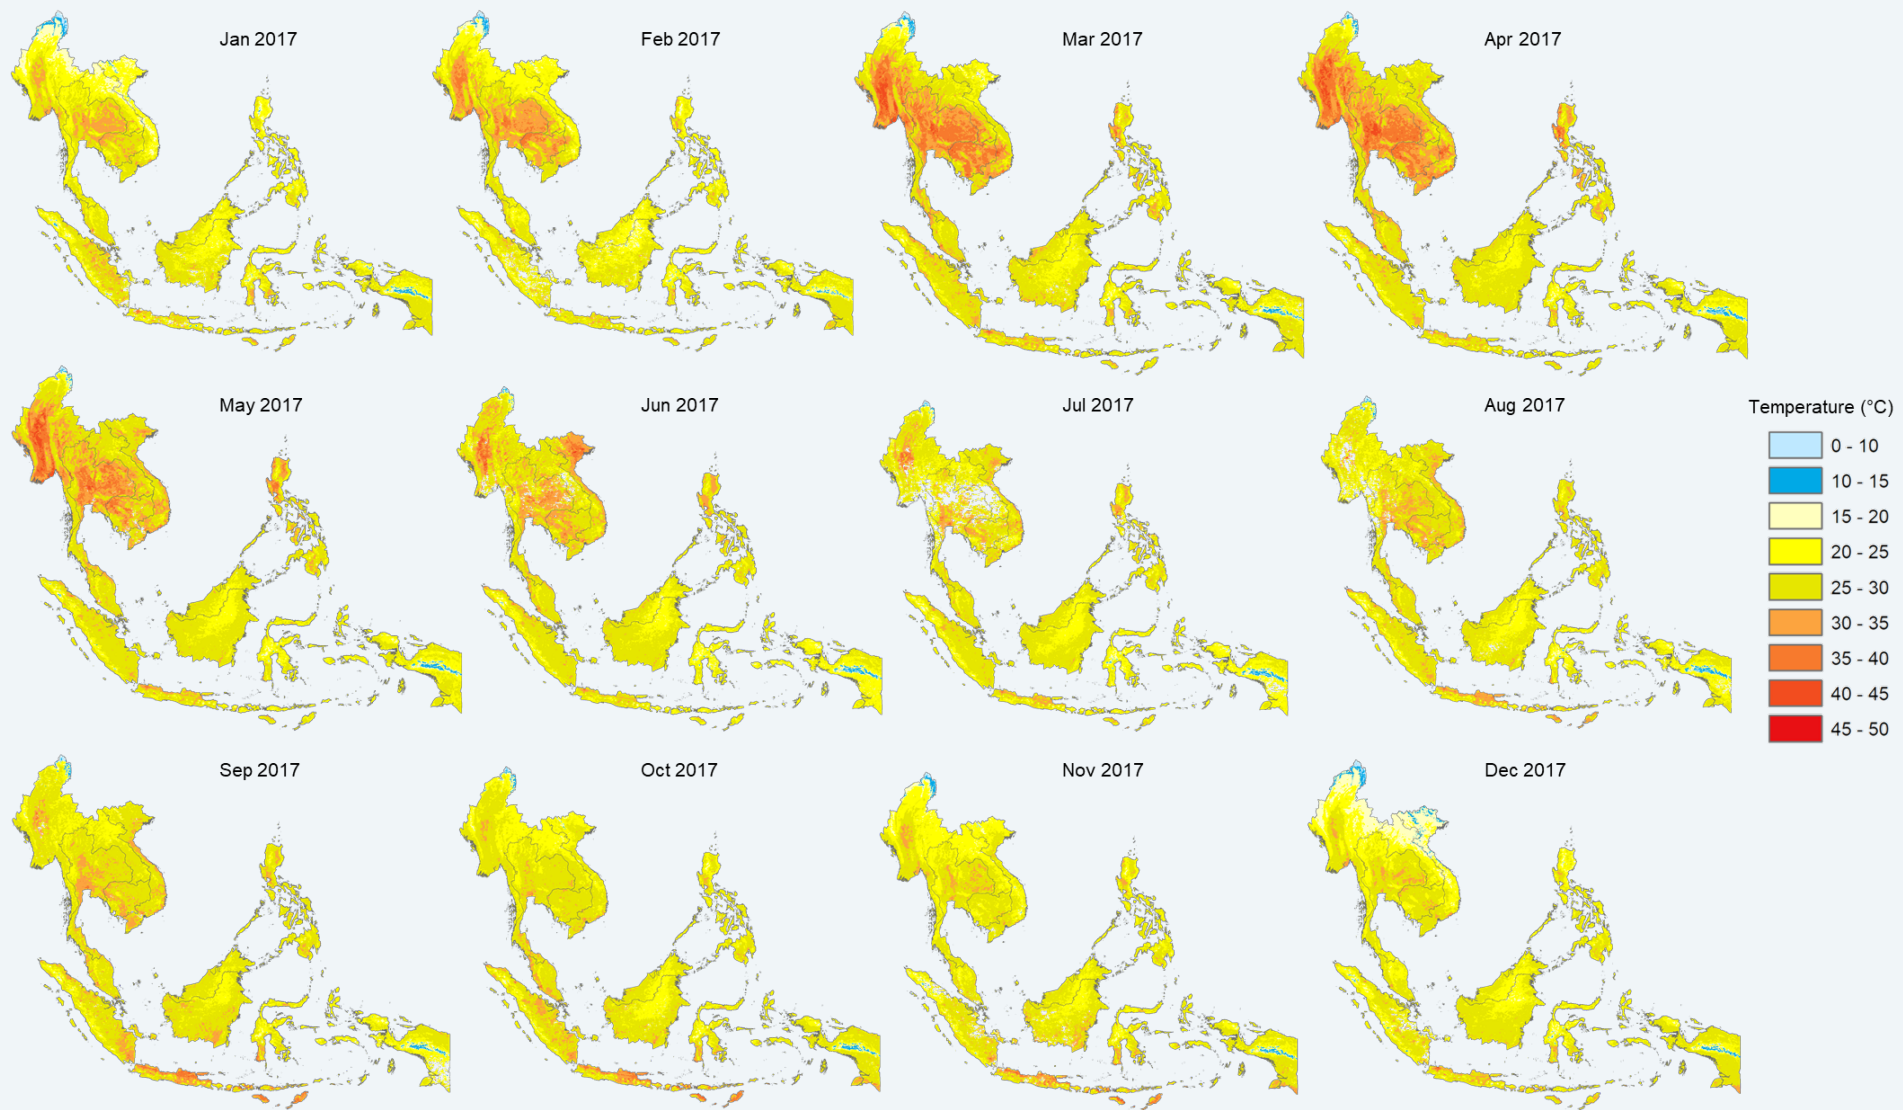 Jan 2017
Feb 2017
Mar 2017
Apr 2017
May 2017
Jun 2017
Jul 2017
Aug 2017
Temperature (°C)
0 - 10
10 - 15
15 - 20
20 - 25
25 - 30
30 - 35
35 - 40
40 - 45
45 - 50
Sep 2017
Oct 2017
Nov 2017
Dec 2017